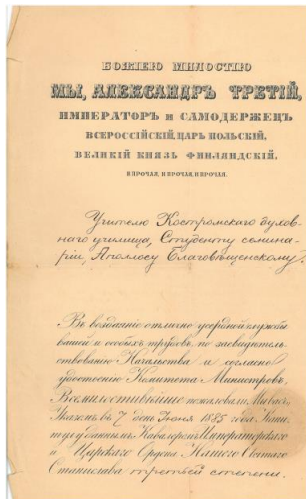 БОЖІЕЮ МИЛОСТІЮ
МЫ, АЛЕКСАНДРЪ ТРЕТІЙ,
ИМПЕРАТОРЪ и САМОДЕРЖЕЦЪ
ВСЕРОССІЙСКІЙ, ЦАРЬ ПОЛЬСКІЙ,
ВЕЛИКІЙ КНЯЗЬ ФИНЛЯНДСКІЙ,
И ПРОЧАЯ, И ПРОЧАЯ, И ПРОЧАЯ.
Учителю Костромскаго духов-
наго училища, Студенту семина-
ріи, Аполлосу Благовѣщенскому.
Въ воздаяніе отлично усердной службы
вашей и особыхъ трудовъ, по засвидѣтель-
ствованію Начальства и согласно
удостоенію Комитета Министровъ,
Всемилостивѣйше пожаловали Мы васъ,
Указомъ въ 7 день Іюня 1885 года Капи-
тулу даннымъ, Кавалеромъ Императорскаго
и Царскаго Ордена Нашего Святаго
Станислава третьей степени.